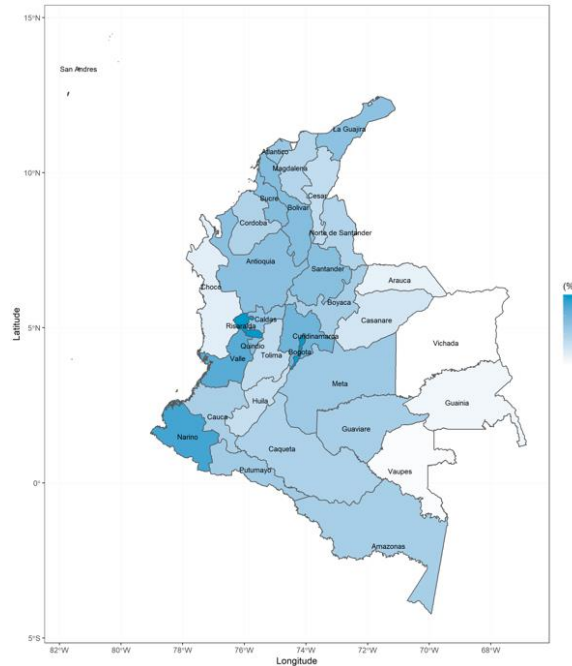 15°N
San Andres
La Guajira
Atlantico
10°N
Magdalena
Cesar
Sucre
Bolivar
Cordoba
Norte de Santander
Antioquia
Santander
Arauca
Choco
Boyaca
(%
Caldas
Casanare
5°N
Risaralda
Cundinamarca
Vichada
Quindio
Bogota
Valle
Tolima
Meta
Guainia
Huila
Cauca
Guaviare
Narino
Caqueta
Putumayo
Vaupes
0°
Amazonas
5°S
82°W 80°W 78°W 76°W 74°W 72°W 70°W 68°W
Longitude
Latitude